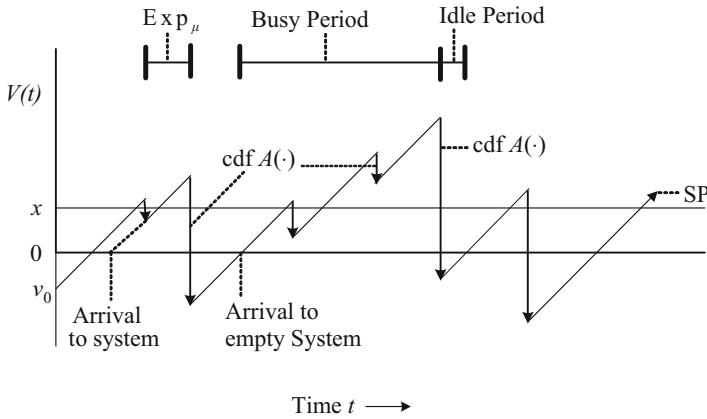 E x p μ
Busy Period
Idle Period
V(t)
cdf A(·)
cdf A(·)
x
SP
0
v0
Arrival
to system
Arrival to
empty System
Time t